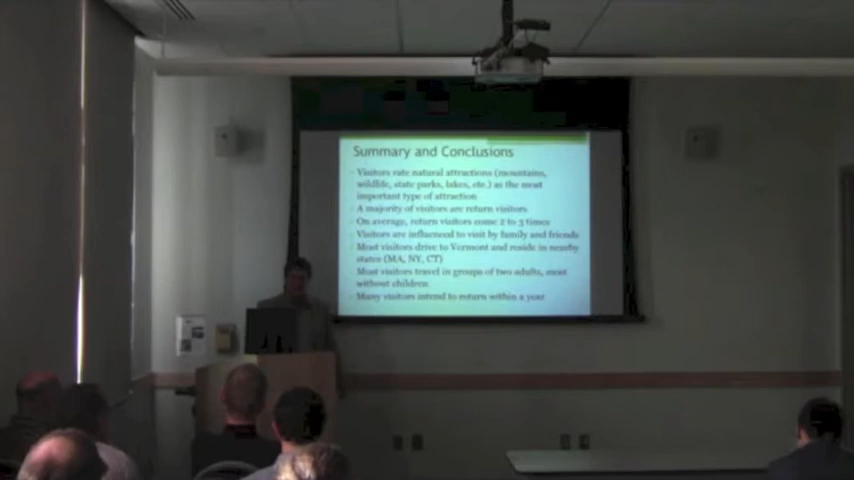 Summary and Conclusions
Visitors rate natural attractions (mountains,
wildlife, state parks, lakes, etc.) as the most
important type of attraction
A majority of visitors are return visitors
On average, return visitors come 2 to 3 times
Visitors are influenced to visit by family and friends
Most visitors drive to Vermont and reside in nearby
states (MA, NY, CT)
Most visitors travel in groups of two adults, most
without children
Many visitors intend to return within a year